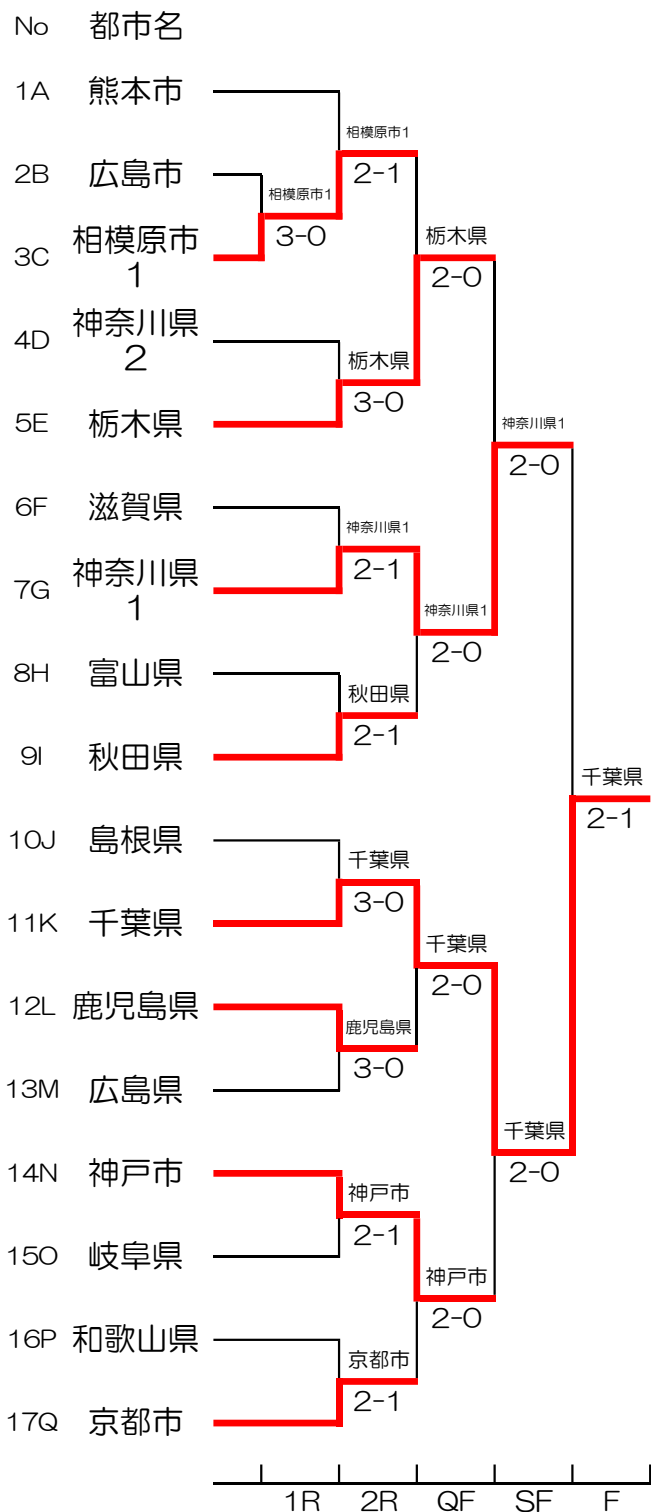 No 都市名
1A 熊本市
相模原市1
2-1
2B 広島市
相模原市1
3-0
3C 相模原市
1
栃木県
2-0
4D 神奈川県
2
栃木県
3-0
5E 栃木県
神奈川県1
2-0
6F 滋賀県
神奈川県1
2-1
7G 神奈川県
1
神奈川県1
2-0
8H 富山県
秋田県
2-1
9I 秋田県
千葉県
2-1
10J 島根県
千葉県
3-0
11K 千葉県
千葉県
2-0
12L 鹿児島県
鹿児島県
3-0
13M 広島県
千葉県
2-0
14N 神戸市
神戸市
2-1
15O 岐阜県
神戸市
2-0
16P 和歌山県
京都市
2-1
17Q 京都市
1R 2R QF SF F